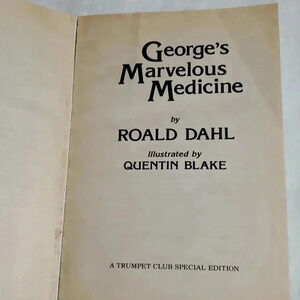 George's
Marvelous
Medicine
by
ROALD DAHL
Illustrated by
QUENTIN BLAKE
A TRUMPET CLUB SPECIAL EDITION